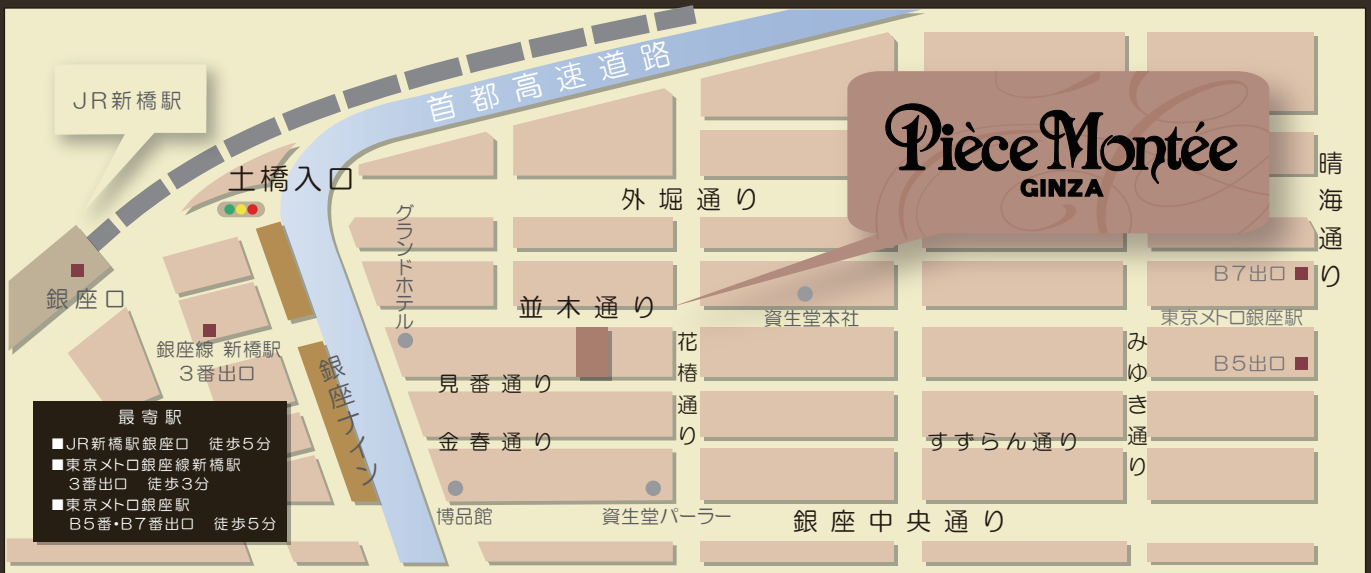 首都高速道路
JR新橋駅
Pièce Montée
GINZA
土橋入口
外堀通り
晴海通り
グランドホテル
銀座口
並木通り
資生堂本社
B7出口
東京メトロ銀座駅
銀座線 新橋駅
3番出口
銀座ナイン
花椿通り
みゆき通り
B5出口
見番通り
金春通り
すずらん通り
最寄駅
■JR新橋駅銀座口 徒歩5分
■東京メトロ銀座線新橋駅
3番出口 徒歩3分
■東京メトロ銀座駅
B5番・B7番出口 徒歩5分
博品館
資生堂パーラー
銀座中央通り